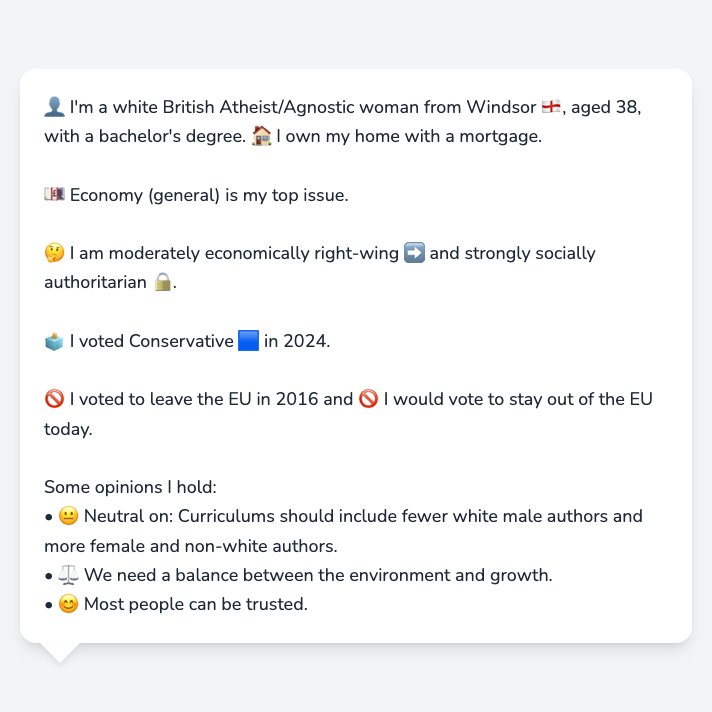 👤 I'm a white British Atheist/Agnostic woman from Windsor 🏴󠁧󠁢󠁥󠁮󠁧󠁿, aged 38,
with a bachelor's degree. 🏠 I own my home with a mortgage.
💷 Economy (general) is my top issue.
🤔 I am moderately economically right-wing ➡️ and strongly socially
authoritarian 🔒.
🗳️ I voted Conservative 🟦 in 2024.
🚫 I voted to leave the EU in 2016 and 🚫 I would vote to stay out of the EU
today.
Some opinions I hold:
• 😐 Neutral on: Curriculums should include fewer white male authors and
more female and non-white authors.
• ⚖️ We need a balance between the environment and growth.
• 😊 Most people can be trusted.